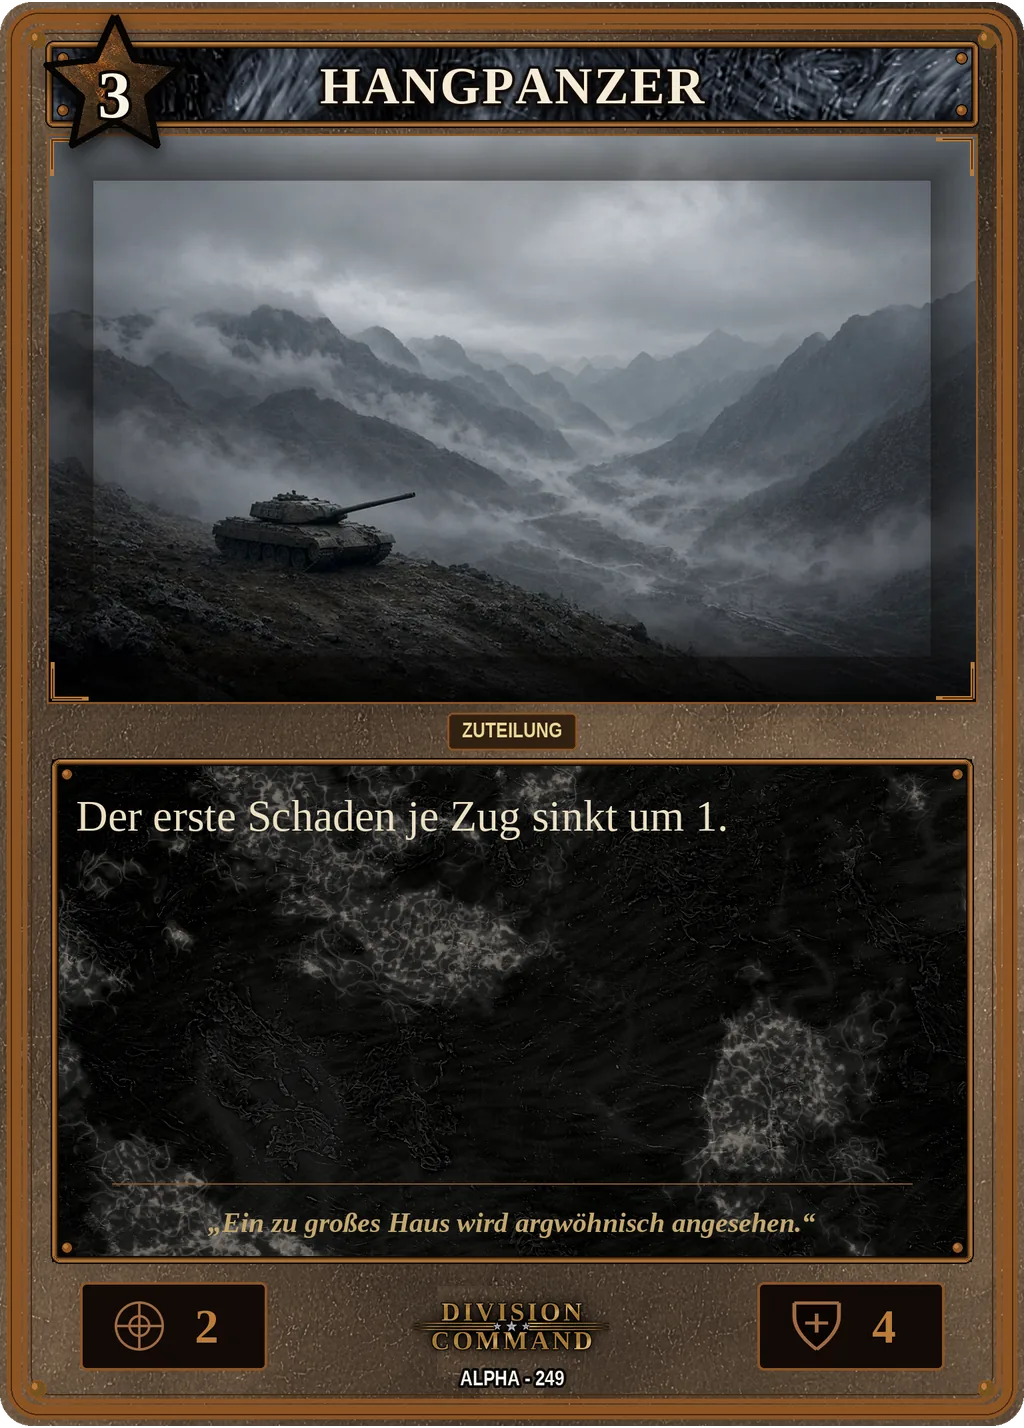 3
HANGPANZER
ZUTEILUNG
Der erste Schaden je Zug sinkt um 1.
„Ein zu großes Haus wird argwöhnisch angesehen.“
2
DIVISION
COMMAND
4
ALPHA - 249